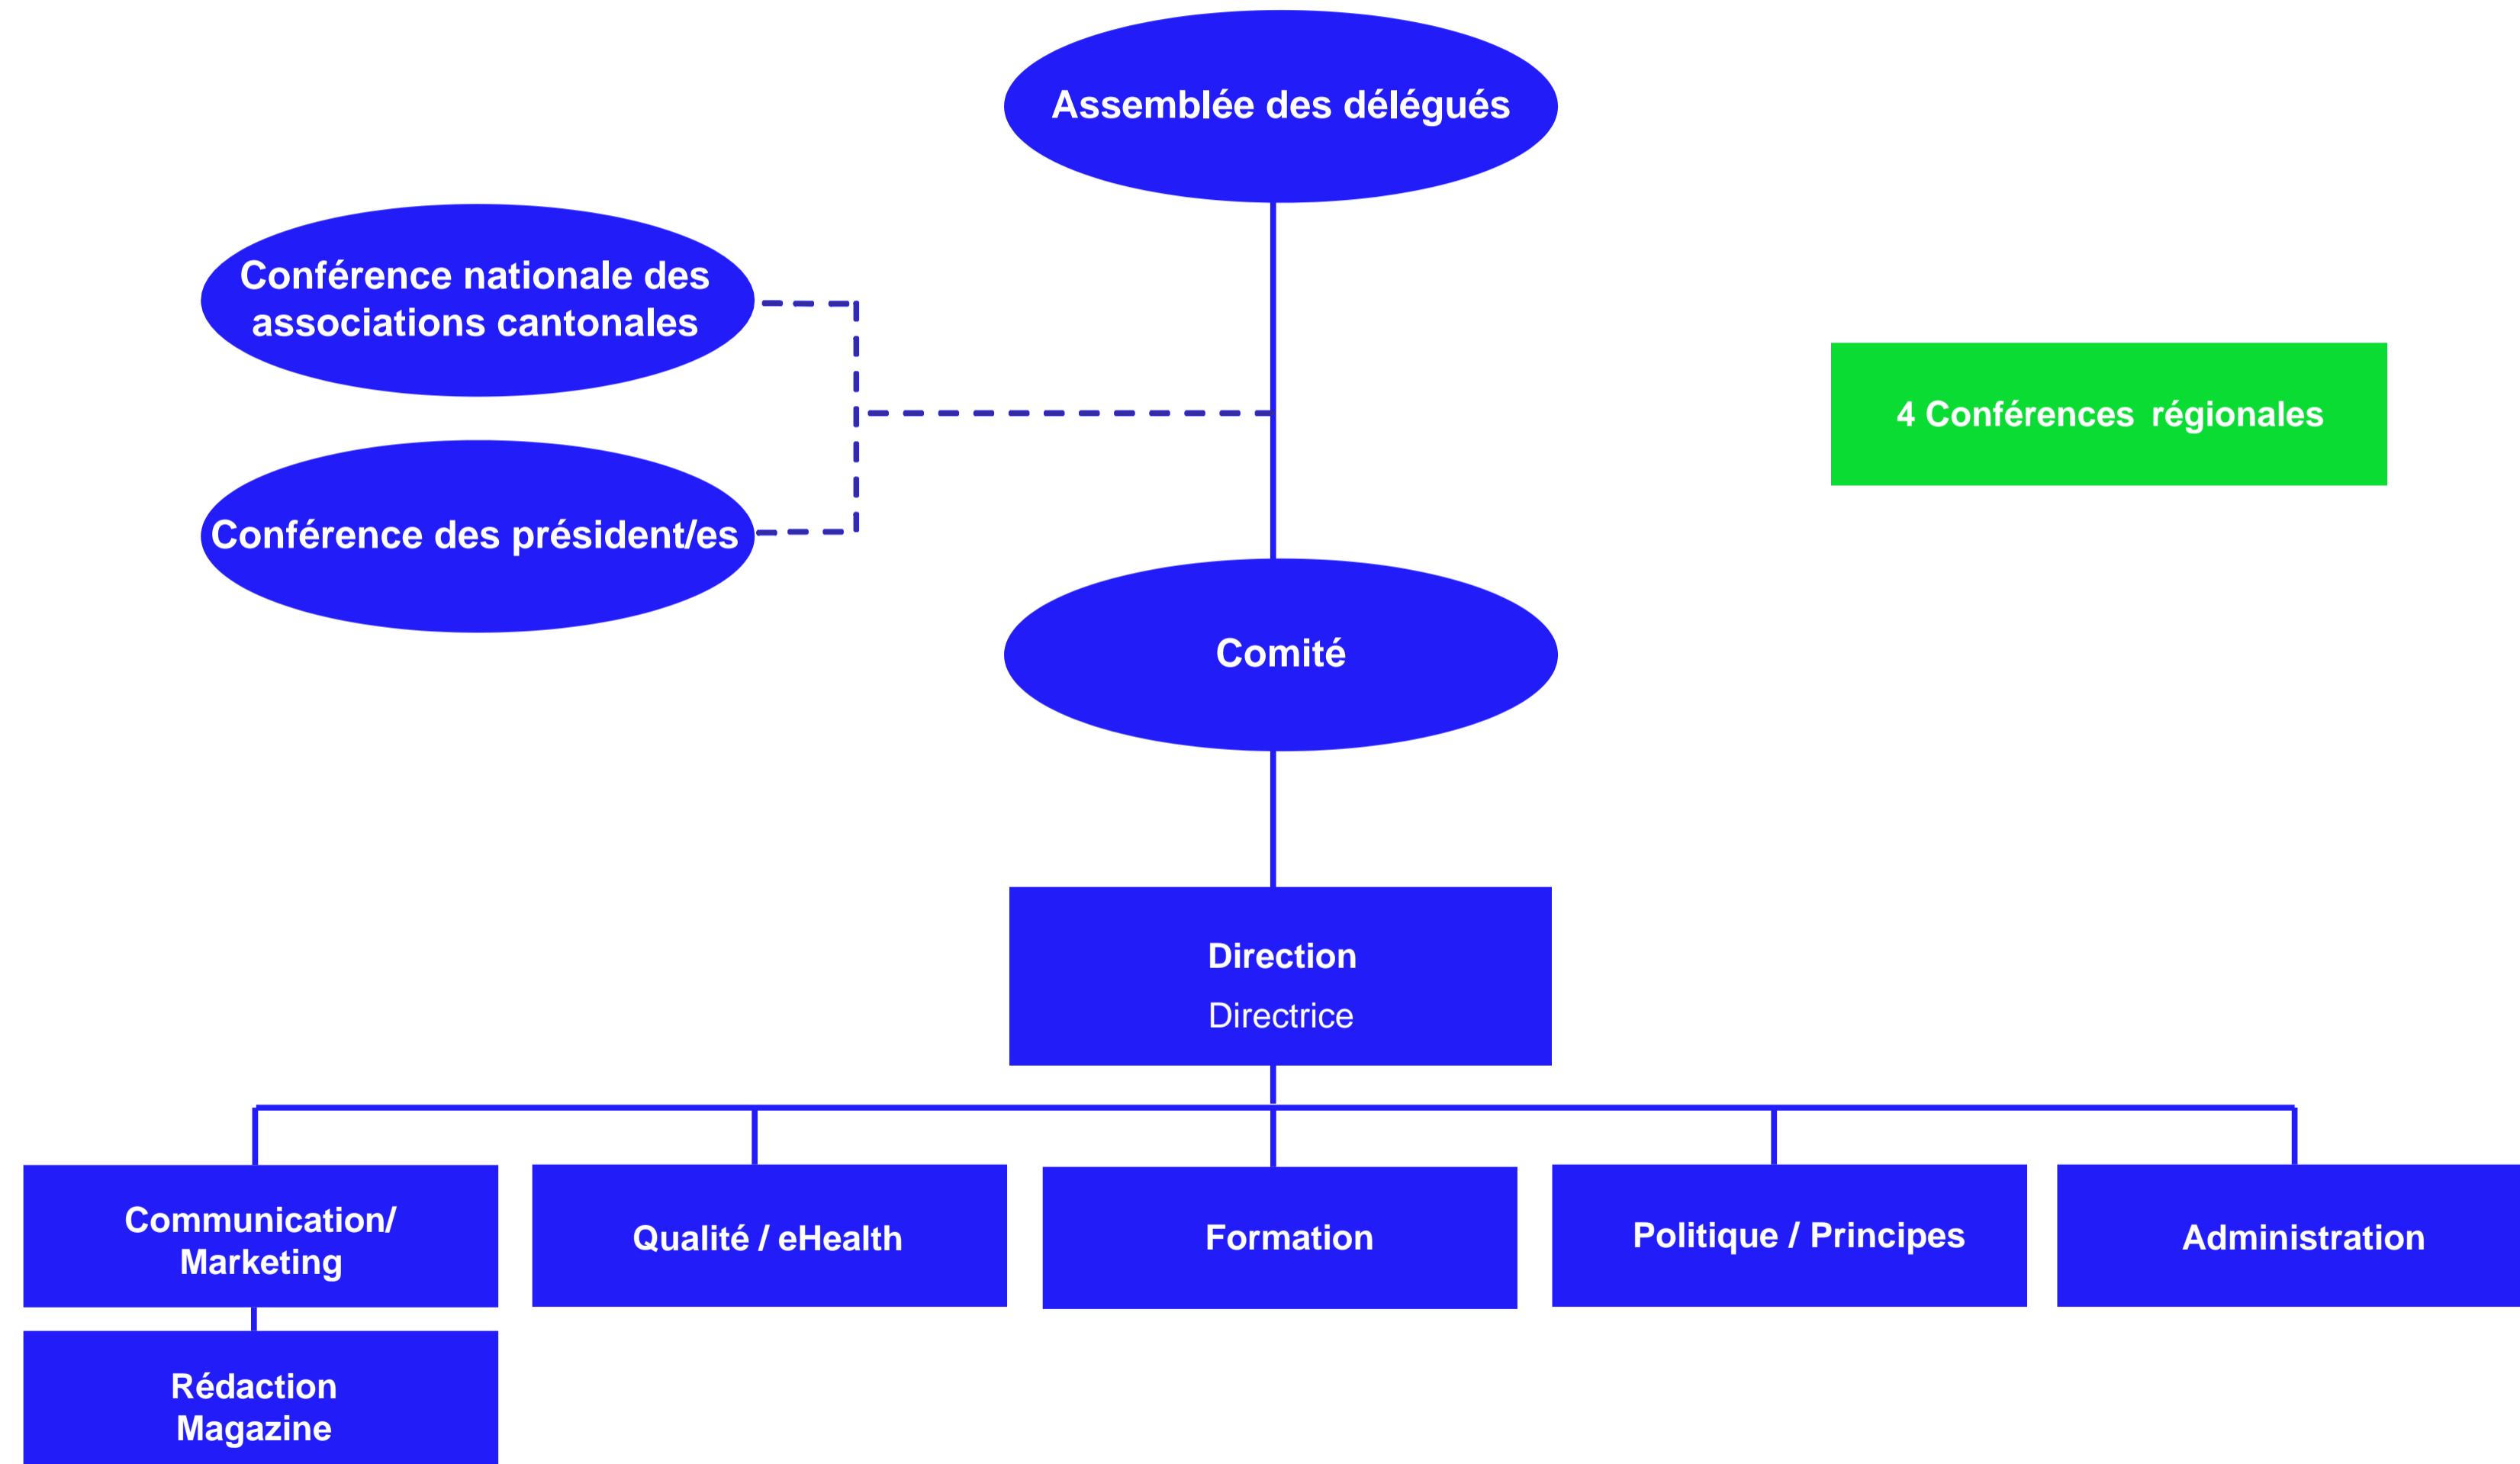 Assemblée des délégués
Conférence nationale des
associations cantonales
4 Conférences  régionales
Conférence des président/es
Comité
Direction
Directrice
Communication/
Marketing
Qualité / eHealth
Formation
Politique / Principes
Administration
Rédaction
Magazine